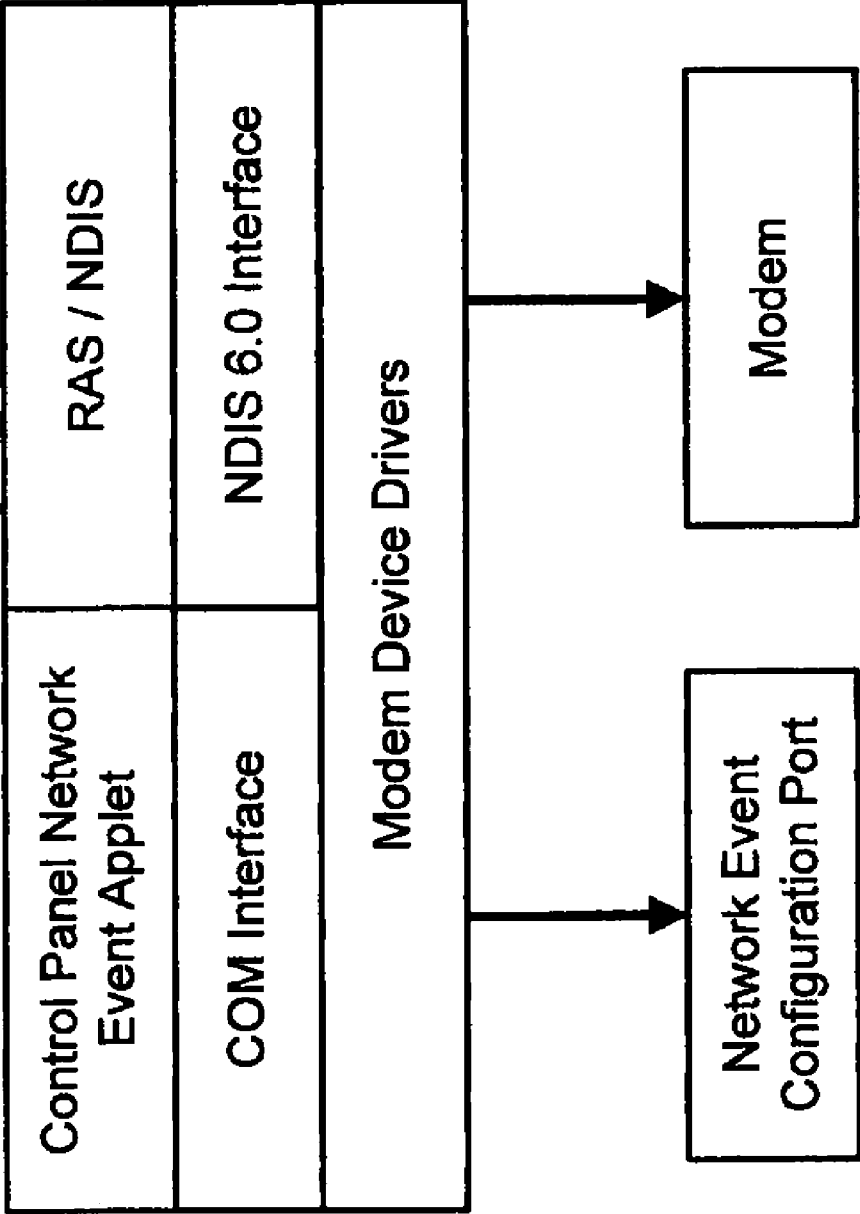 Control Panel Network
Event Applet
RAS / NDIS
COM Interface
NDIS 6.0 Interface
Modem Device Drivers
Network Event
Configuration Port
Modem